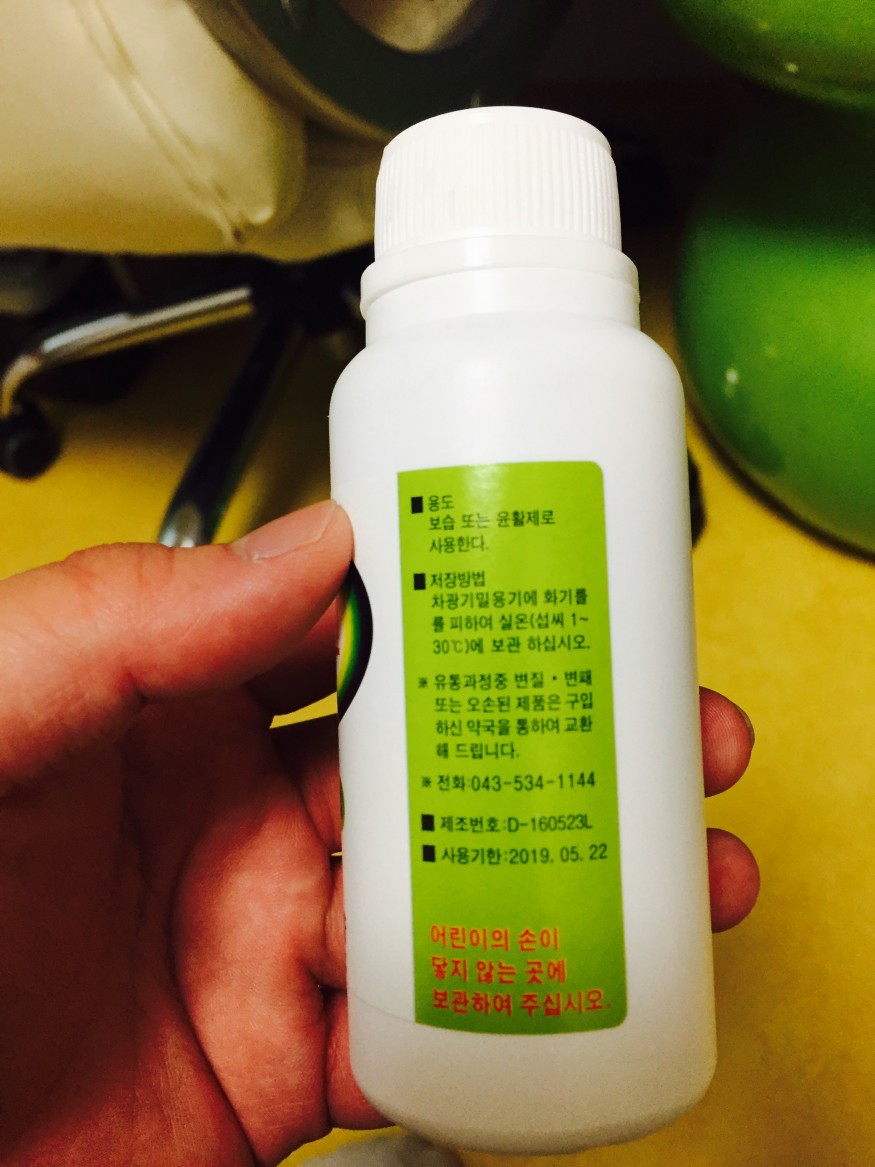 ■ 용도
보습 또는 윤활제로
사용한다.
■ 저장방법
차광기밀용기에 화기를
를 피하여 실온(섭씨 1~
30℃)에 보관 하십시오.
※ 유통과정중 변질·변패
또는 오손된 제품은 구입
하신 약국을 통하여 교환
해 드립니다.
※ 전화:043-534-1144
■ 제조번호:D-160523L
■ 사용기한:2019. 05. 22
어린이의 손이
닿지 않는 곳에
보관하여 주십시오.